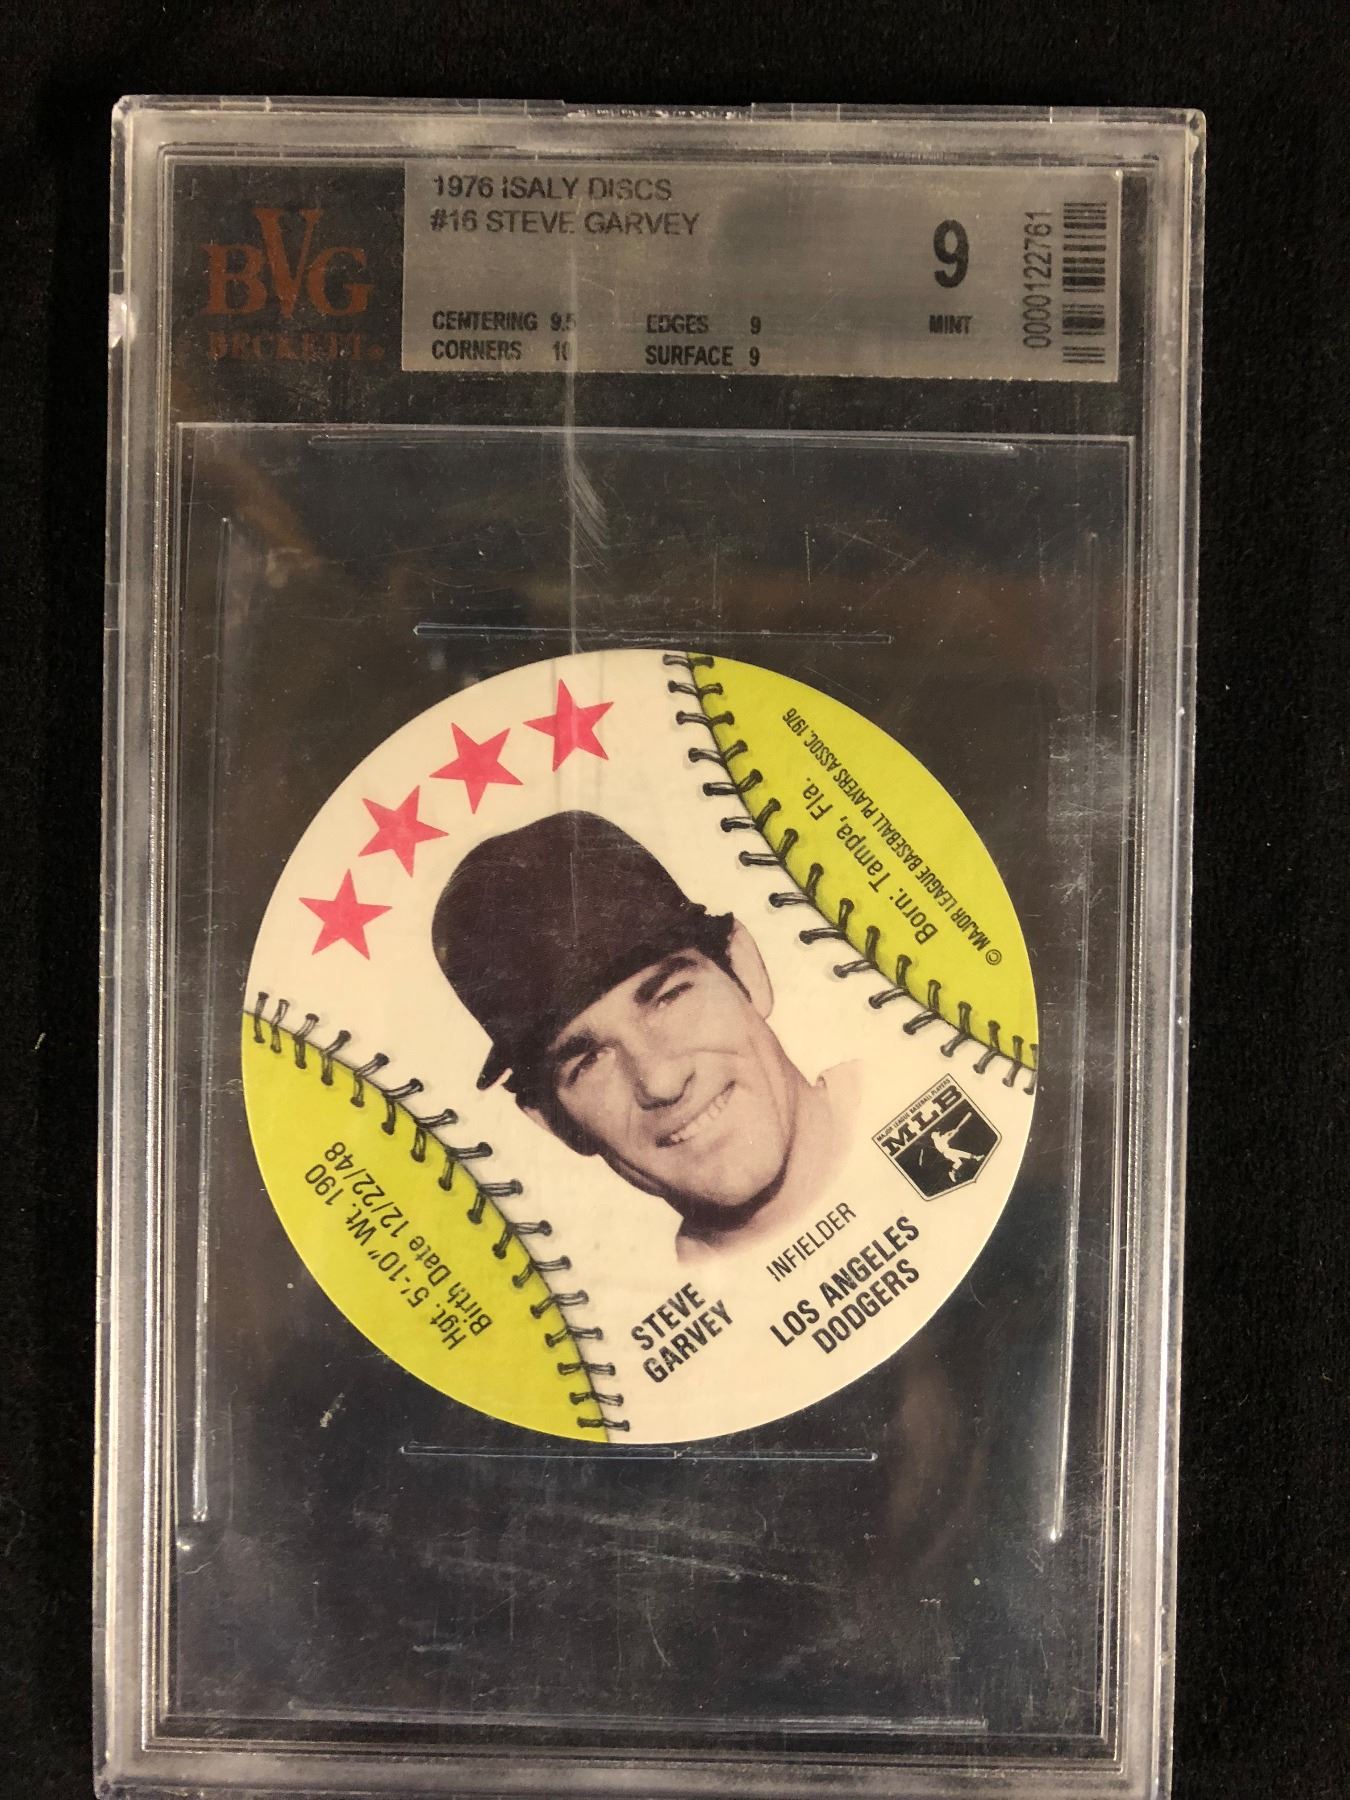 BVG
BECKETT
1976 ISALY DISCS
#16 STEVE GARVEY
CENTERING 9.5 EDGES 9
CORNERS 10 SURFACE 9
9
MINT
0000122761
© MAJOR LEAGUE BASEBALL PLAYERS ASSOC, 1976
Born: Tampa, Fla.
Hgt. 5'-10" Wt. 190
Birth Date 12/22/48
MAJOR LEAGUE BASEBALL PLAYERS
MLB
STEVE
GARVEY
INFIELDER
LOS ANGELES
DODGERS